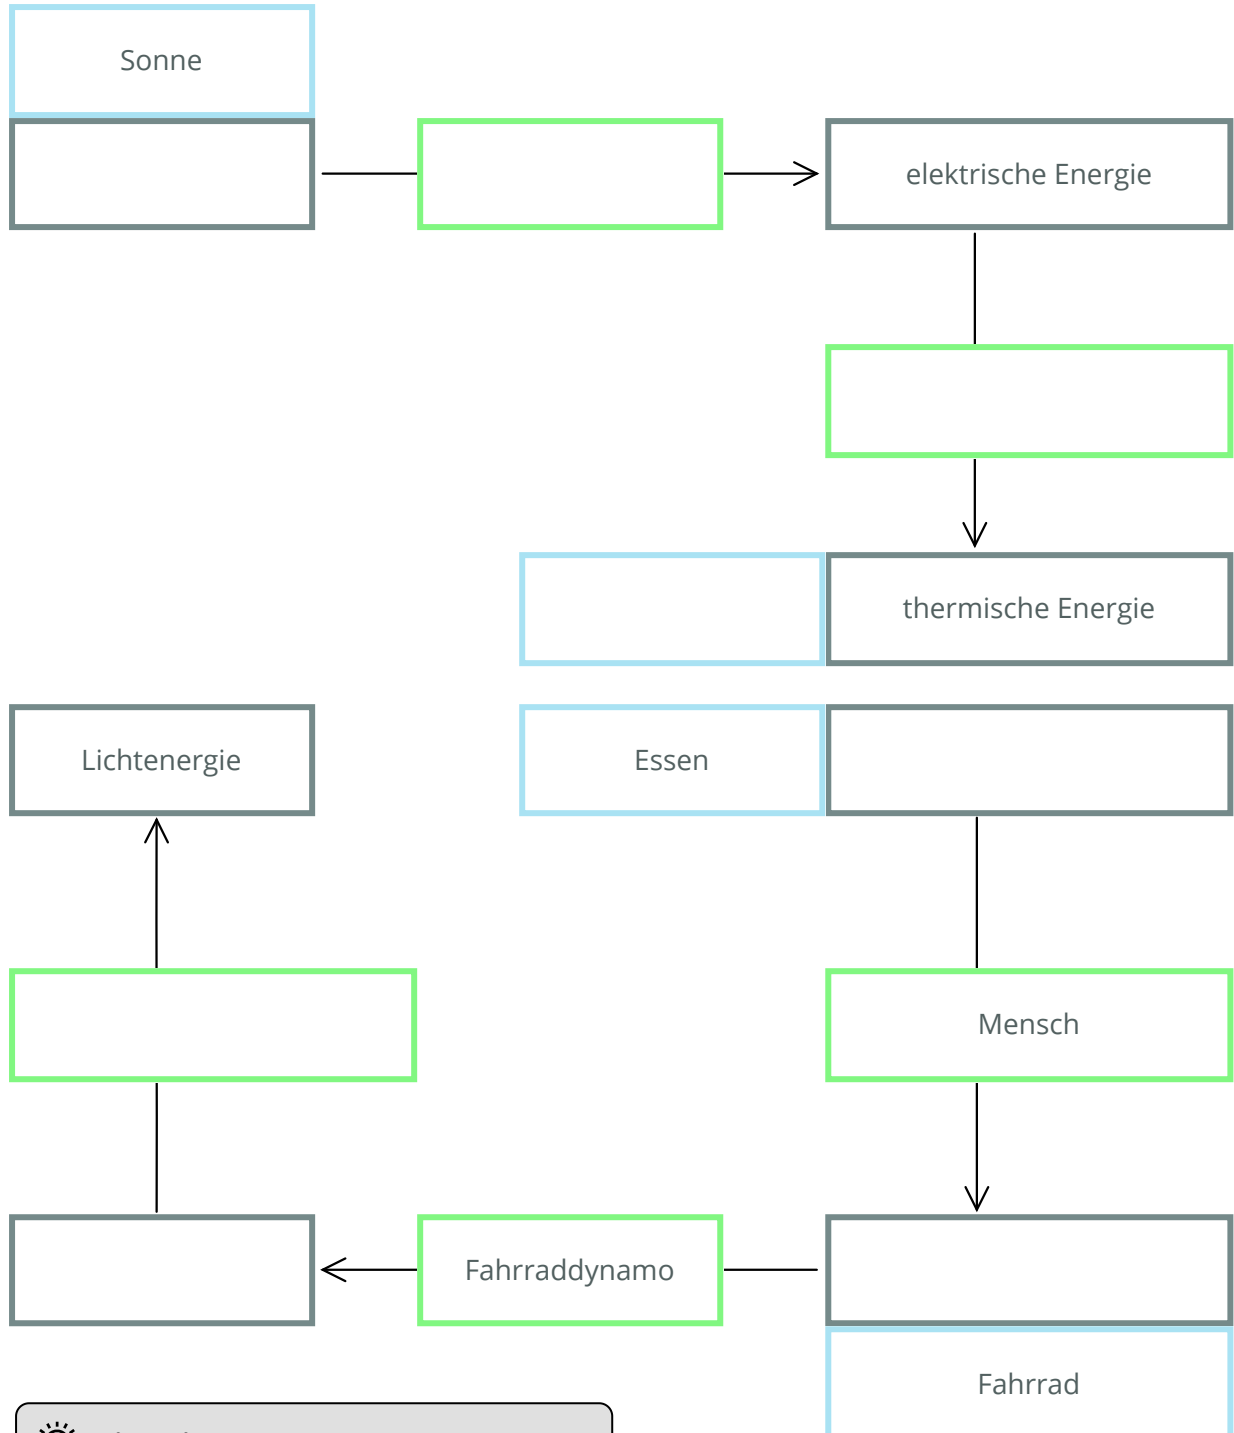 Sonne
elektrische Energie
thermische Energie
Lichtenergie
Essen
Mensch
Fahrraddynamo
Fahrrad